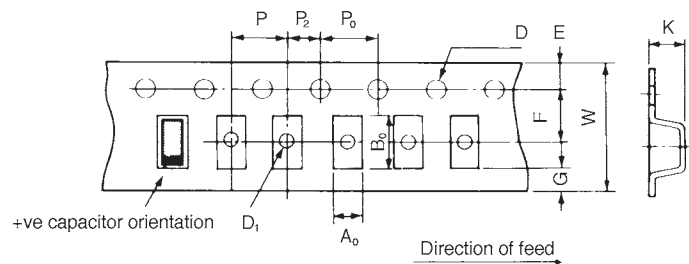 P P₂ P₀ D E K
F W
B₀
G
+ve capacitor orientation D₁
A₀
Direction of feed